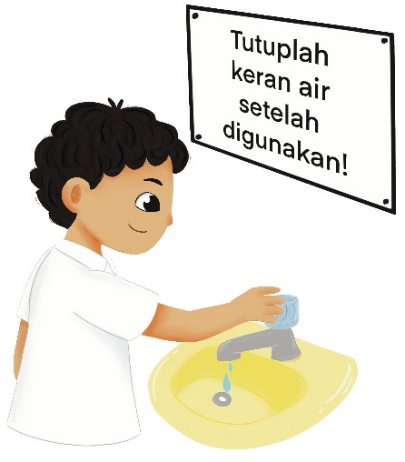 Tutuplah
keran air
setelah
digunakan!